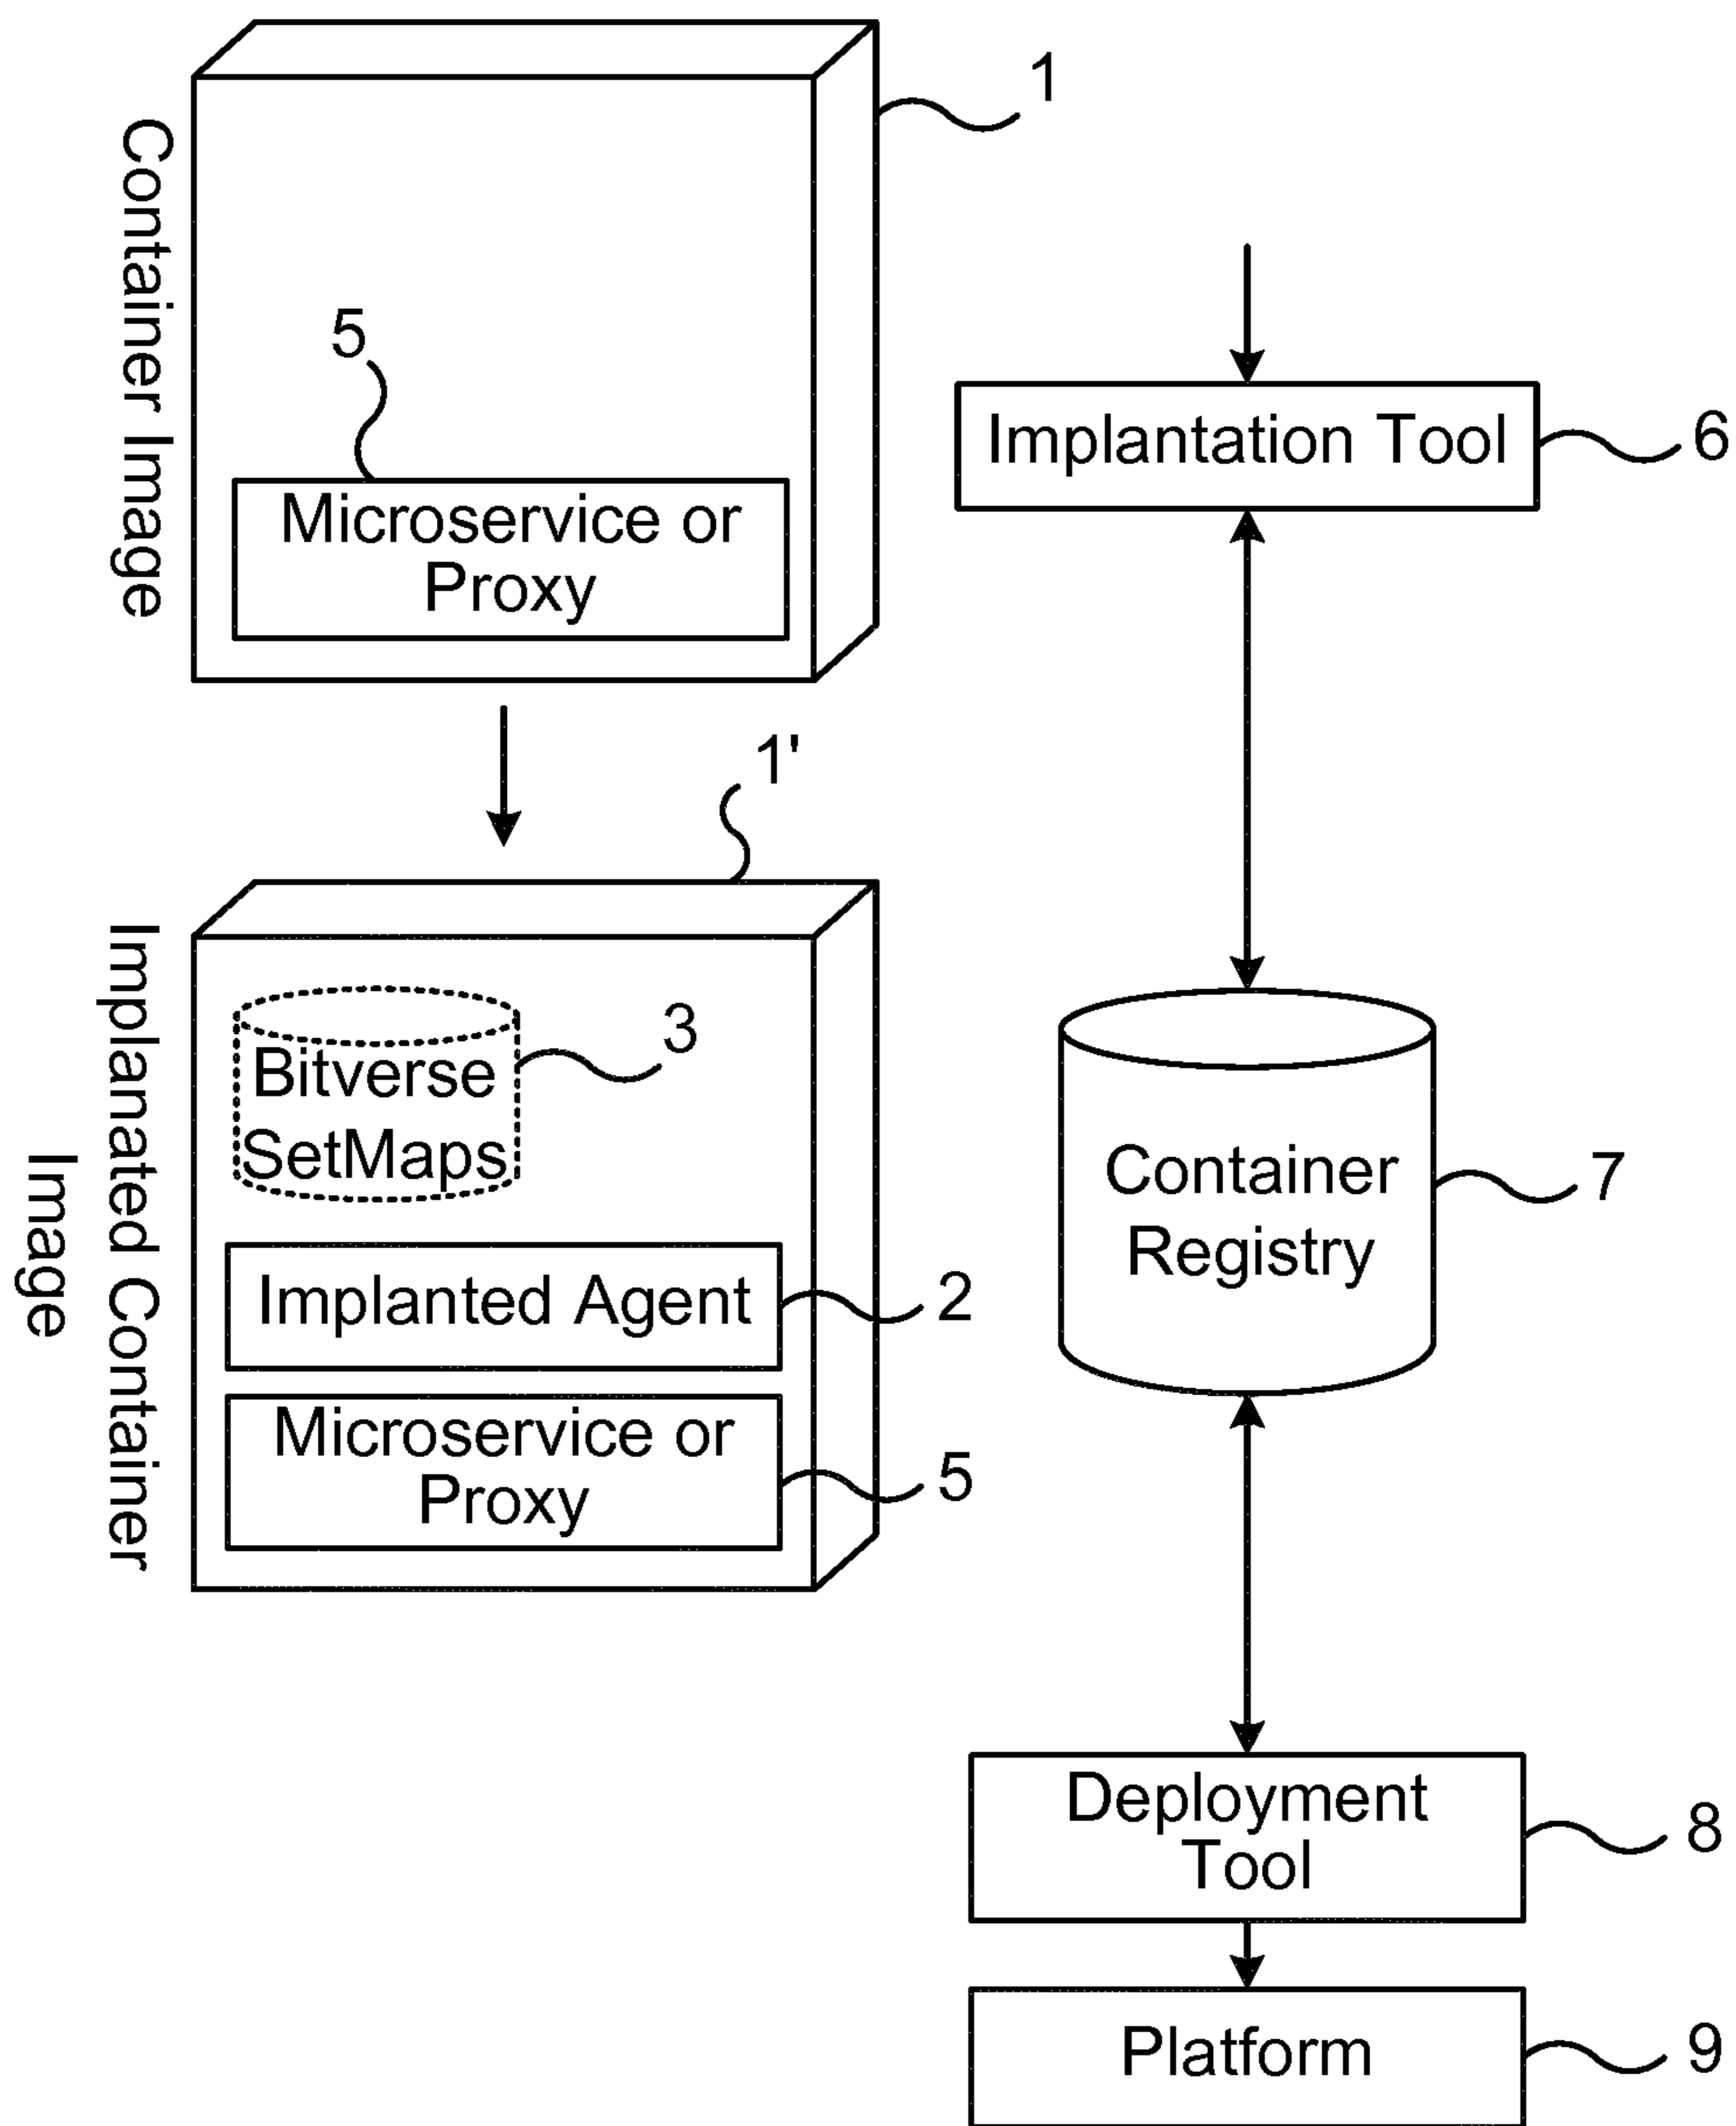 1
Container Image
5
Microservice or
Proxy
1'
Implanated Container
Image
Bitverse
SetMaps
3
Implanted Agent
2
Microservice or
Proxy
5
Implantation Tool
6
Container
Registry
7
Deployment
Tool
8
Platform
9